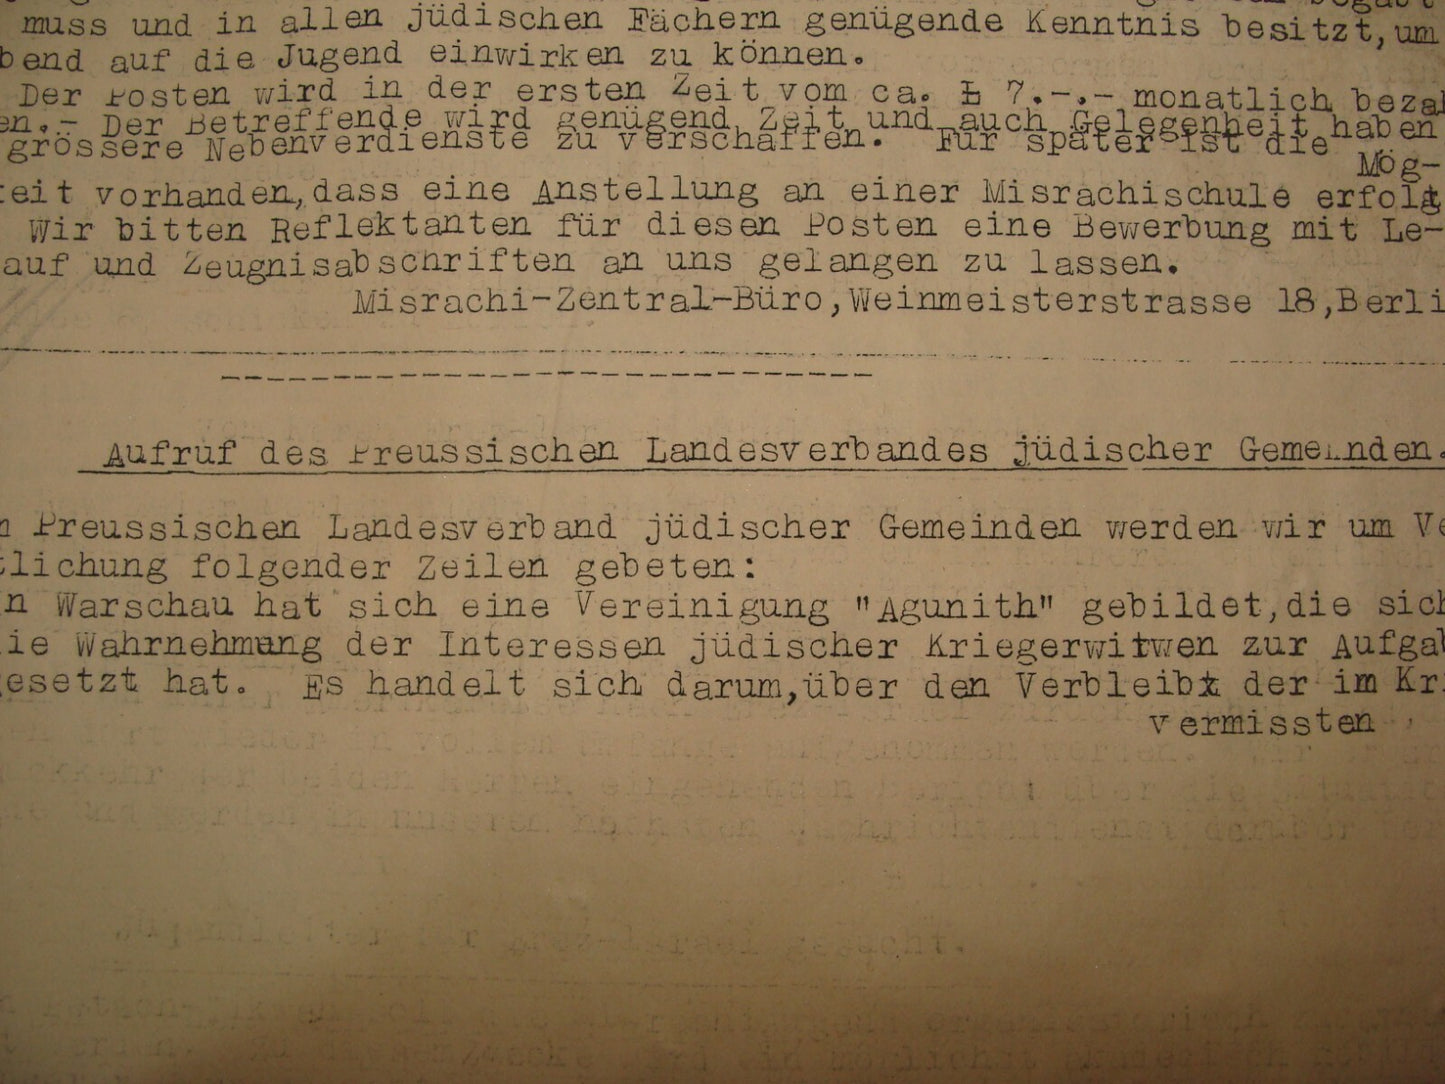 muss und in allen jüdischen Fächern genügende Kenntnis besitzt,um
bend auf die Jugend einwirken zu können.
Der Posten wird in der ersten Zeit vom ca. £ 7.-.- monatlich bezah
en.- Der Betreffende wird genügend Zeit und auch Gelegenheit haben
grössere Nebenverdienste zu verschaffen. Für später ist die
Mög-
keit vorhanden,dass eine Anstellung an einer Misrachischule erfolgt
Wir bitten Reflektanten für diesen Posten eine Bewerbung mit Le-
auf und Zeugnisabschriften an uns gelangen zu lassen.
Misrachi-Zentral-Büro,Weinmeisterstrasse 18,Berli
Aufruf des Preussischen Landesverbandes jüdischer Gemeinden.
m Preussischen Landesverband jüdischer Gemeinden werden wir um Ve
tlichung folgender Zeilen gebeten:
n Warschau hat sich eine Vereinigung "Agunith" gebildet,die sich
ie Wahrnehmung der Interessen jüdischer Kriegerwitwen zur Aufgab
gesetzt hat. Es handelt sich darum,über den Verbleib der im Kri
vermissten